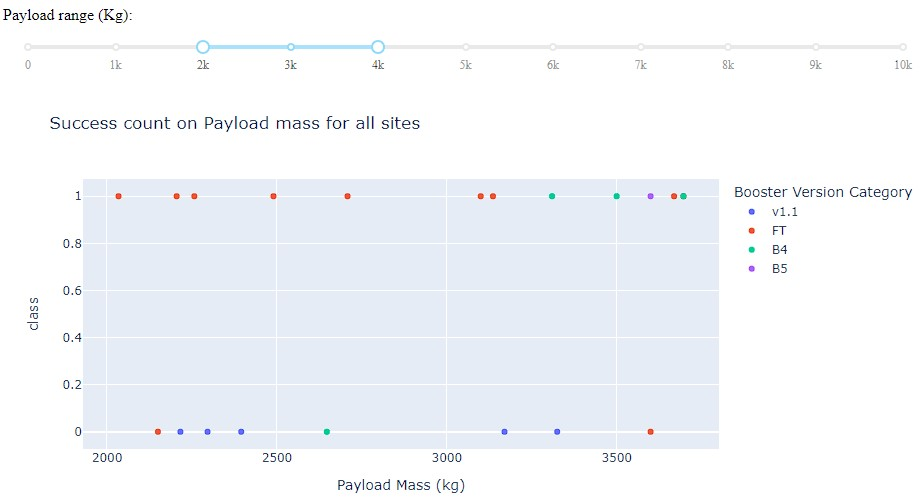 Payload range (Kg):
0 1k 2k 3k 4k 5k 6k 7k 8k 9k 10k
Success count on Payload mass for all sites
Booster Version Category
v1.1
FT
B4
B5
1
0.8
0.6
0.4
0.2
0
class
2000 2500 3000 3500
Payload Mass (kg)